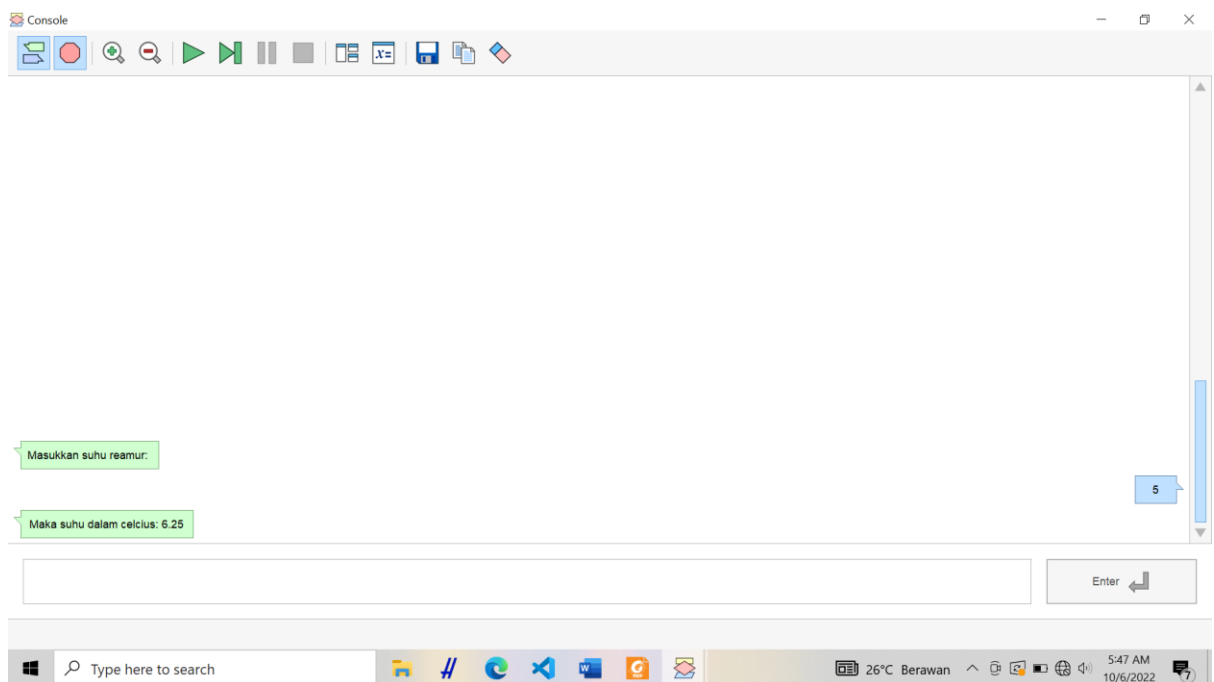 Console
x=
Masukkan suhu reamur:
5
Maka suhu dalam celcius: 6.25
Enter
Type here to search
26°C Berawan
5:47 AM
10/6/2022
7